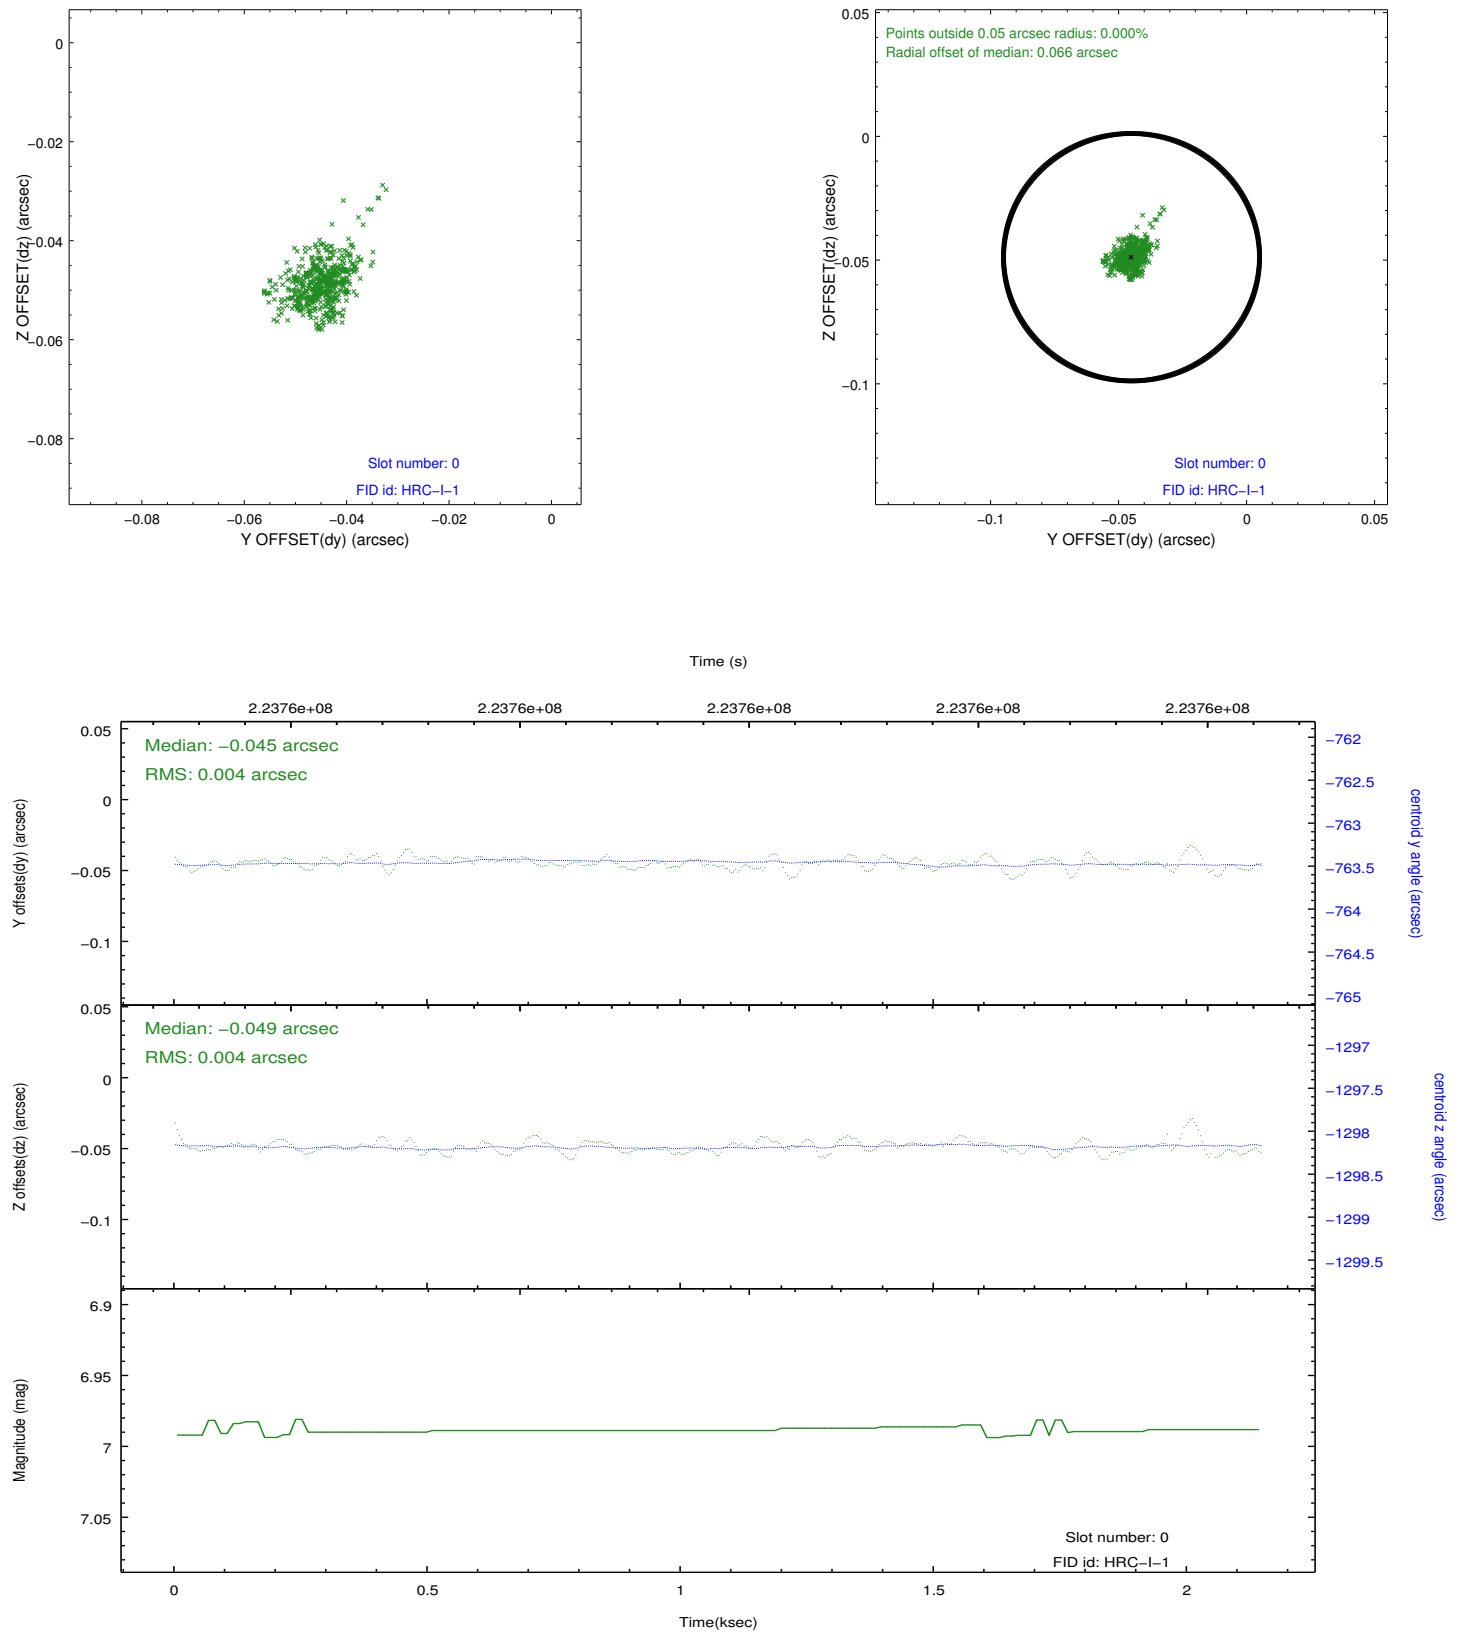 0
−0.02
−0.04
−0.06
−0.08
Z OFFSET(dz) (arcsec)
Slot number: 0
FID id: HRC−I−1
−0.08
−0.06
−0.04
−0.02
0
Y OFFSET(dy) (arcsec)
0.05
0
−0.05
−0.1
Z OFFSET(dz) (arcsec)
Points outside 0.05 arcsec radius: 0.000%
Radial offset of median: 0.066 arcsec
Slot number: 0
FID id: HRC−I−1
−0.1
−0.05
0
0.05
Y OFFSET(dy) (arcsec)
Time (s)
2.2376e+08
2.2376e+08
2.2376e+08
2.2376e+08
2.2376e+08
0.05
0
−0.05
−0.1
Y offsets(dy) (arcsec)
Median: −0.045 arcsec
RMS: 0.004 arcsec
−762
−762.5
−763
−763.5
−764
−764.5
−765
centroid y angle (arcsec)
0.05
0
−0.05
−0.1
Z offsets(dz) (arcsec)
Median: −0.049 arcsec
RMS: 0.004 arcsec
−1297
−1297.5
−1298
−1298.5
−1299
−1299.5
centroid z angle (arcsec)
6.9
6.95
7
7.05
Magnitude (mag)
Slot number: 0
FID id: HRC−I−1
0
0.5
1
1.5
2
Time(ksec)